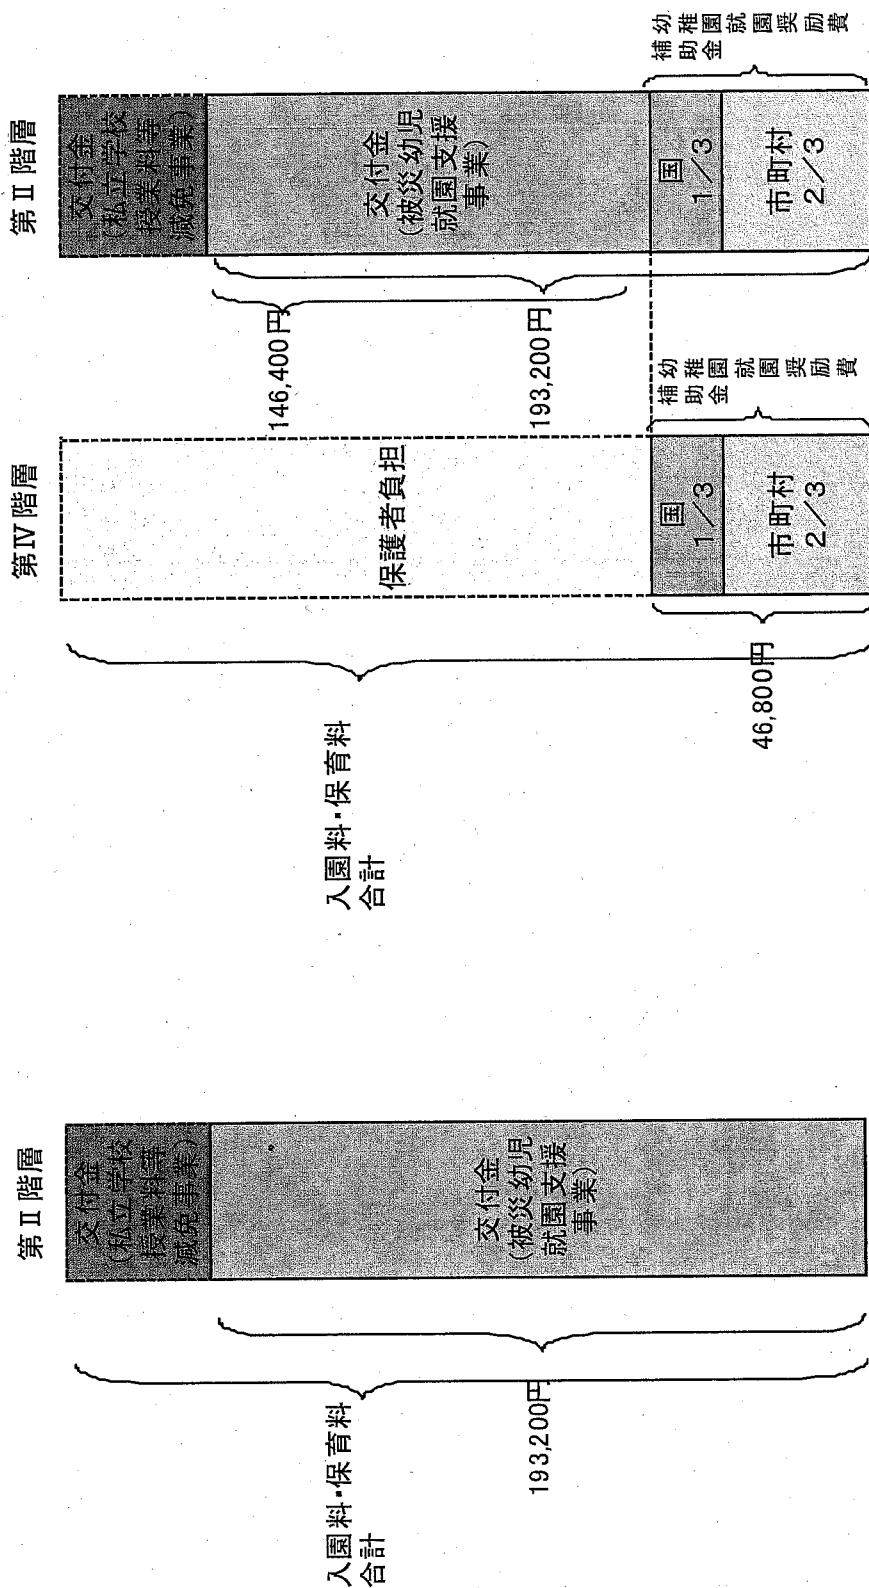 第Ⅱ階層
交付金
(私立学校
授業料等
減免事業)
交付金
(被災幼児
就園支援
事業)
入園料・保育料
合計
193,200円
第Ⅳ階層
保護者負担
国
1/3
市町村
2/3
入園料・保育料
合計
46,800円
幼稚園就園奨励費
補助金
第Ⅱ階層
交付金
(私立学校
授業料等
減免事業)
交付金
(被災幼児
就園支援
事業)
国
1/3
市町村
2/3
146,400円
193,200円
幼稚園就園奨励費
補助金